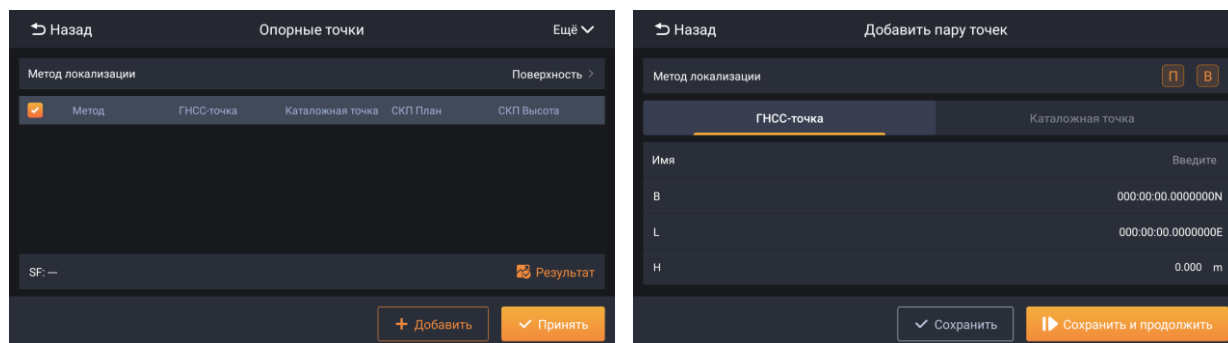 Назад Опорные точки Ещё
Метод локализации Поверхность >
Метод ГНСС-точка Каталожная точка СКП План СКП Высота
SF: ---
Результат
+ Добавить Принять
Назад Добавить пару точек
Метод локализации П В
ГНСС-точка Каталожная точка
Имя Введите
B 000:00:00.0000000N
L 000:00:00.0000000E
H 0.000 m
Сохранить Сохранить и продолжить